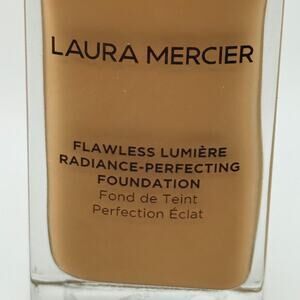 LAURA MERCIER
FLAWLESS LUMIÈRE
RADIANCE-PERFECTING
FOUNDATION
Fond de Teint
Perfection Éclat